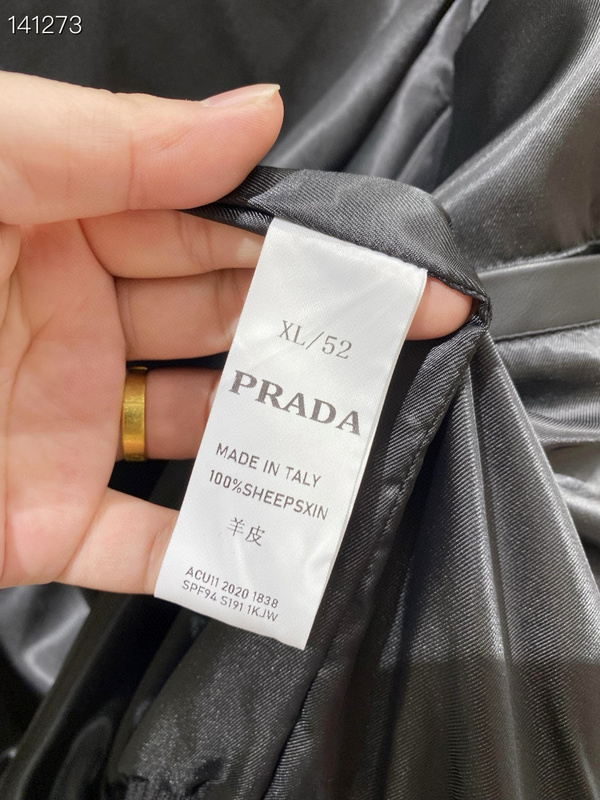 141273
XL/52
PRADA
MADE IN TALY
100%SHEEPSXIN
羊皮
ACU11 2020 1838
SPF94 S191 1KJW